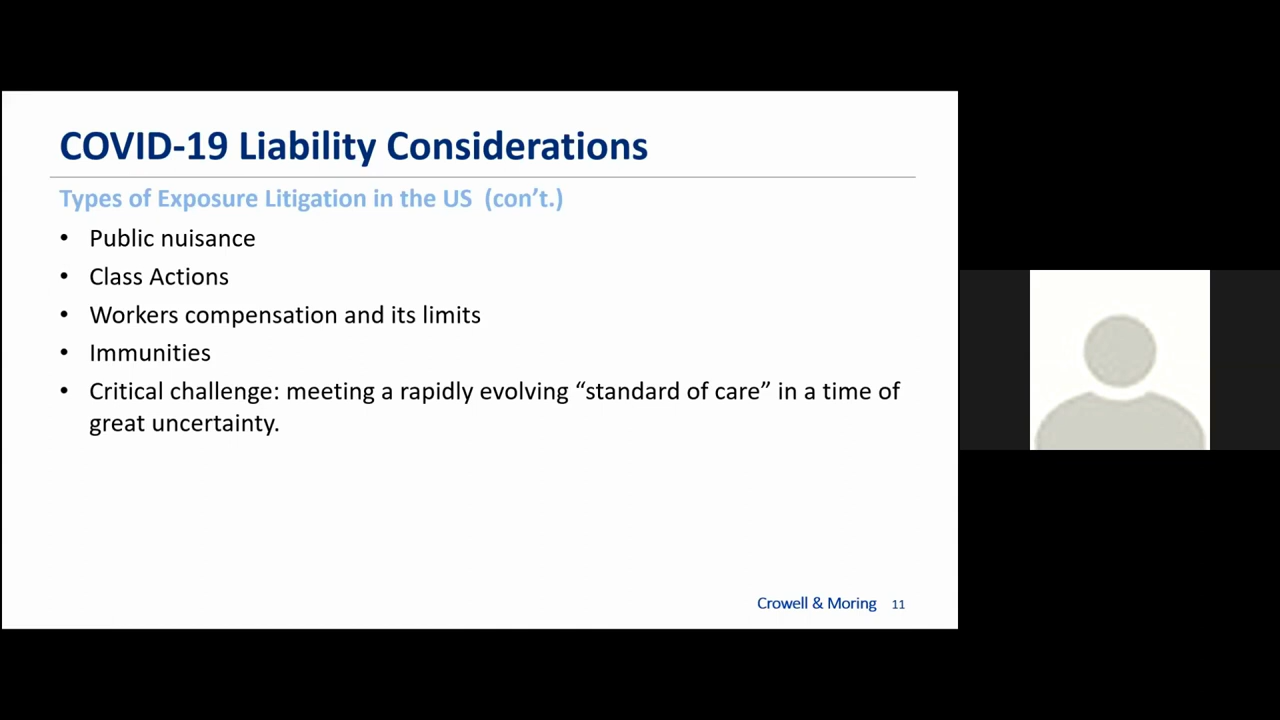 COVID-19 Liability Considerations
Types of Exposure Litigation in the US  (con’t.)
• Public nuisance
• Class Actions
• Workers compensation and its limits
• Immunities
• Critical challenge: meeting a rapidly evolving “standard of care” in a time of
great uncertainty.
Crowell & Moring 11